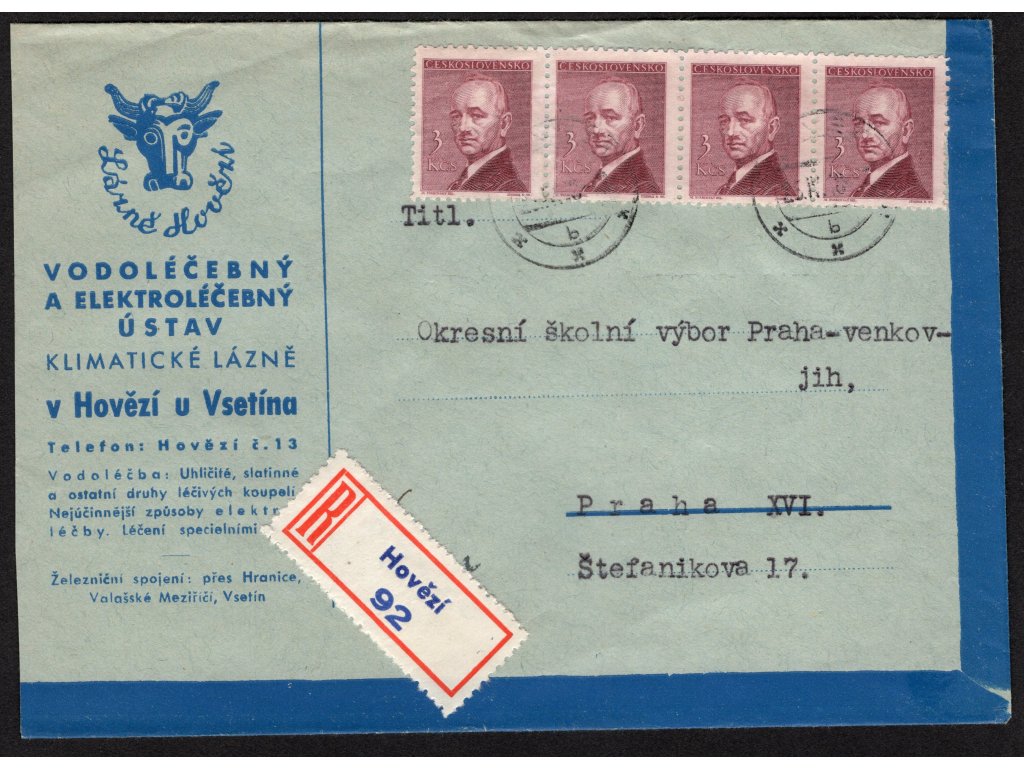 Lázně Hovězí
VODOLÉČEBNÝ
A ELEKTROLÉČEBNÝ
ÚSTAV
KLIMATICKÉ LÁZNĚ
v Hovězí u Vsetína
Telefon: Hovězí č. 13
Vodoléčba: Uhličité, slatinné
a ostatní druhy léčivých koupelí
Nejúčinnější způsoby elektr
léčby. Léčení specielními
Železniční spojení: přes Hranice,
Valašské Meziříčí, Vsetín
ČESKOSLOVENSKO
3
Kčs
ČESKOSLOVENSKO
3
Kčs
ČESKOSLOVENSKO
3
Kčs
ČESKOSLOVENSKO
3
Kčs
b
b
Titl.
Okresní školní výbor Praha-venkov-
jih,
Praha XVI.
Štefanikova 17.
R
Hovězí
92